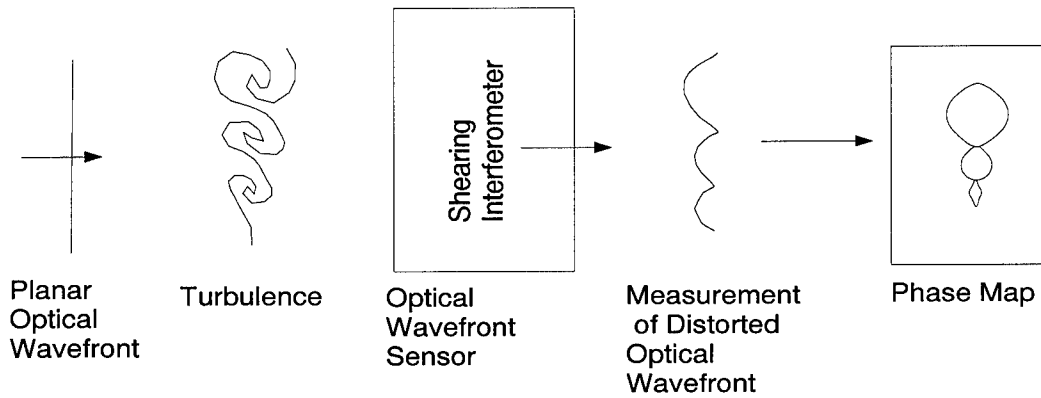 Shearing
Interferometer
Planar
Optical
Wavefront
Turbulence
Optical
Wavefront
Sensor
Measurement
of Distorted
Optical
Wavefront
Phase Map